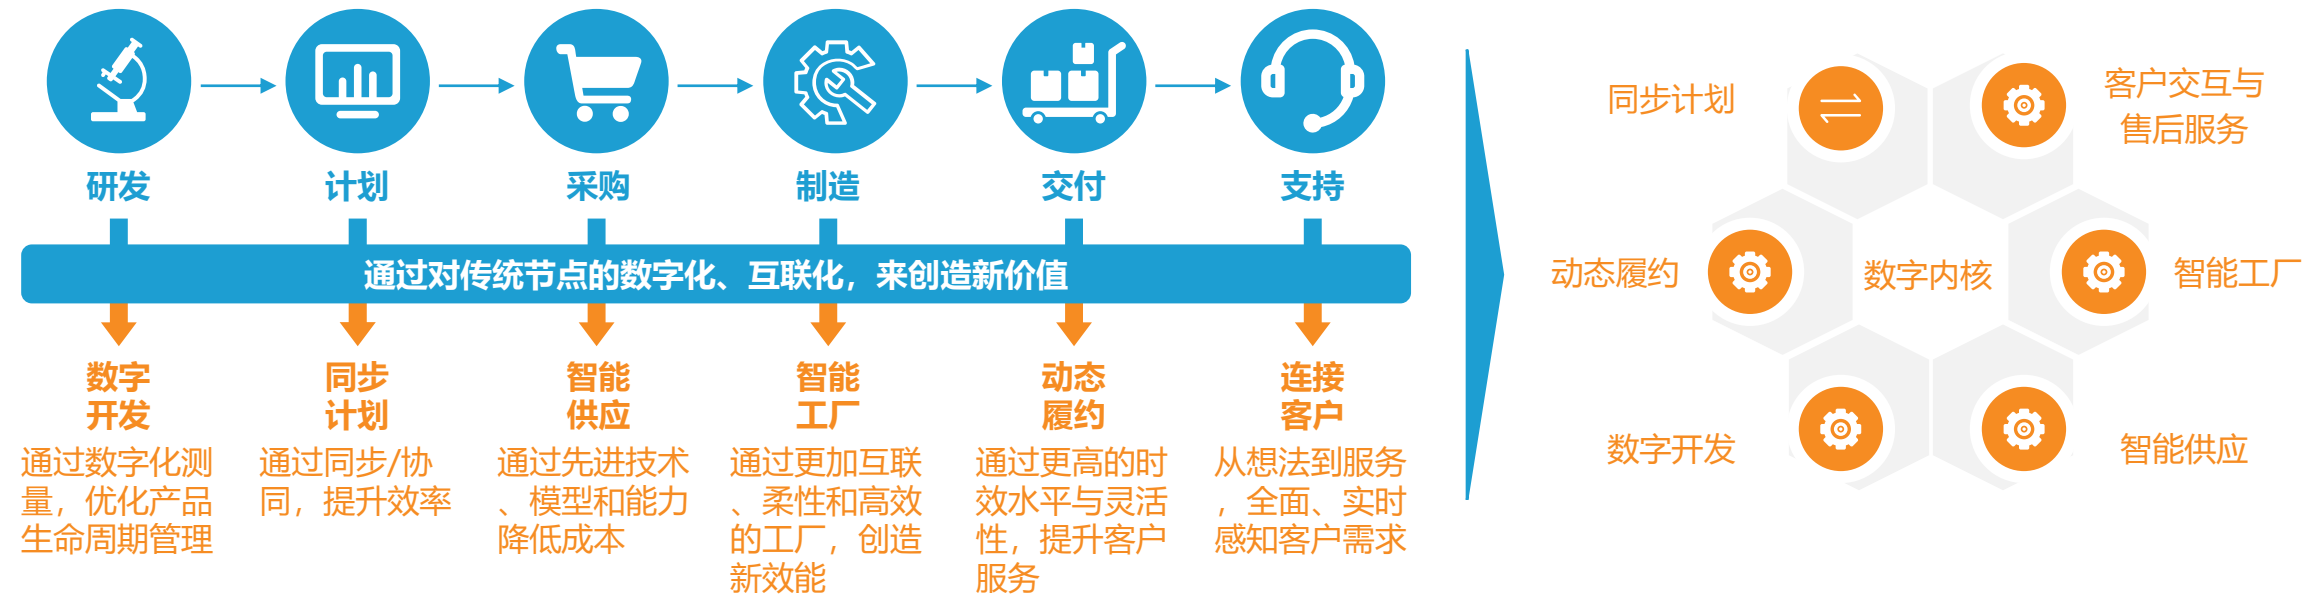 研发
计划
采购
制造
交付
支持
通过对传统节点的数字化、互联化，来创造新价值
数字
开发
通过数字化测
量，优化产品
生命周期管理
同步
计划
通过同步/协
同，提升效率
智能
供应
通过先进技术
、模型和能力
降低成本
智能
工厂
通过更加互联
、柔性和高效
的工厂，创造
新效能
动态
履约
通过更高的时
效水平与灵活
性，提升客户
服务
连接
客户
从想法到服务
，全面、实时
感知客户需求
同步计划
客户交互与
售后服务
动态履约
数字内核
智能工厂
数字开发
智能供应